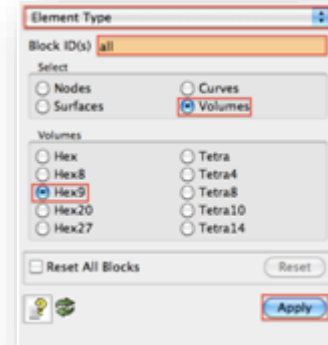 Element Type
Block ID(s) all
Select
Nodes Curves
Surfaces Volumes
Volumes
Hex Tetra
Hex8 Tetra4
Hex9 Tetra8
Hex20 Tetra10
Hex27 Tetra14
Reset All Blocks Reset
Apply